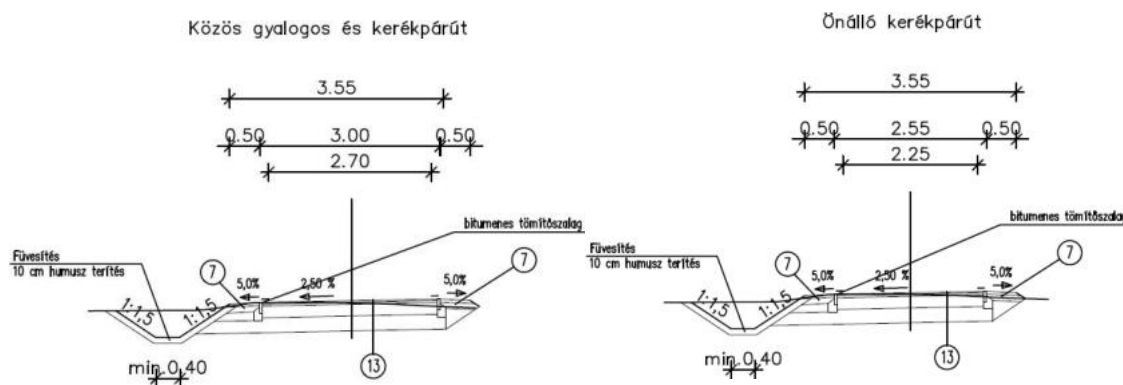 Közös gyalogos és kerékpárút
3.55
0.50 3.00 0.50
2.70
bitumenes tömítőszalag
Füvesítés
10 cm humusz terítés
7
5,0%
2,50 %
5,0%
7
1:1,5
1:1,5
min.0,40
13
Önálló kerékpárút
3.55
0.50 2.55 0.50
2.25
bitumenes tömítőszalag
Füvesítés
10 cm humusz terítés
7
5,0%
2,50 %
5,0%
7
1:1,5
1:1,5
min.0,40
13